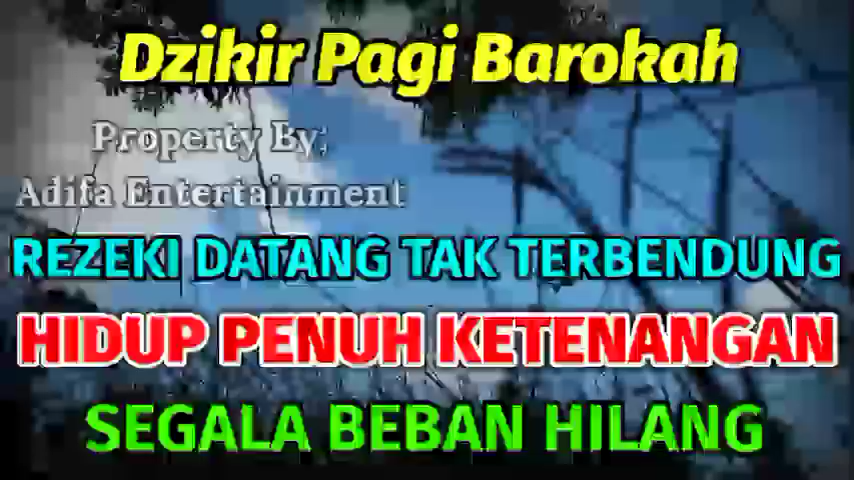 Dzikir Pagi Barokah
Property By;
Adifa Entertainment
REZEKI DATANG TAK TERBENDUNG
HIDUP PENUH KETENANGAN
SEGALA BEBAN HILANG